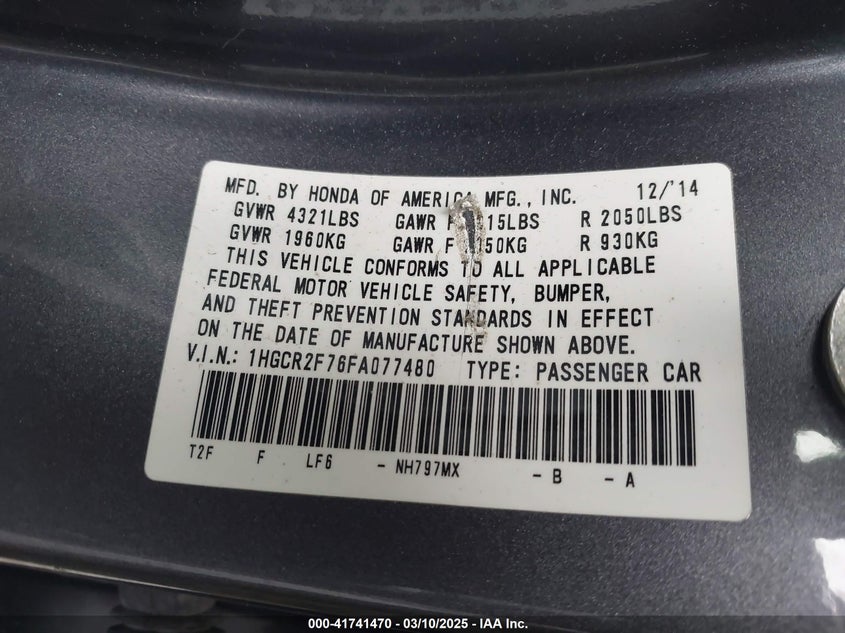 MFD. BY HONDA OF AMERICA MFG., INC. 12/'14
GVWR 4321LBS GAWR F 15LBS R 2050LBS
GVWR 1960KG GAWR F 50KG R 930KG
THIS VEHICLE CONFORMS TO ALL APPLICABLE
FEDERAL MOTOR VEHICLE SAFETY, BUMPER,
AND THEFT PREVENTION STANDARDS IN EFFECT
ON THE DATE OF MANUFACTURE SHOWN ABOVE.
V.I.N.: 1HGCR2F76FA077480 TYPE: PASSENGER CAR
T2F F LF6 - NH797MX - B - A
000-41741470 - 03/10/2025 - IAA Inc.